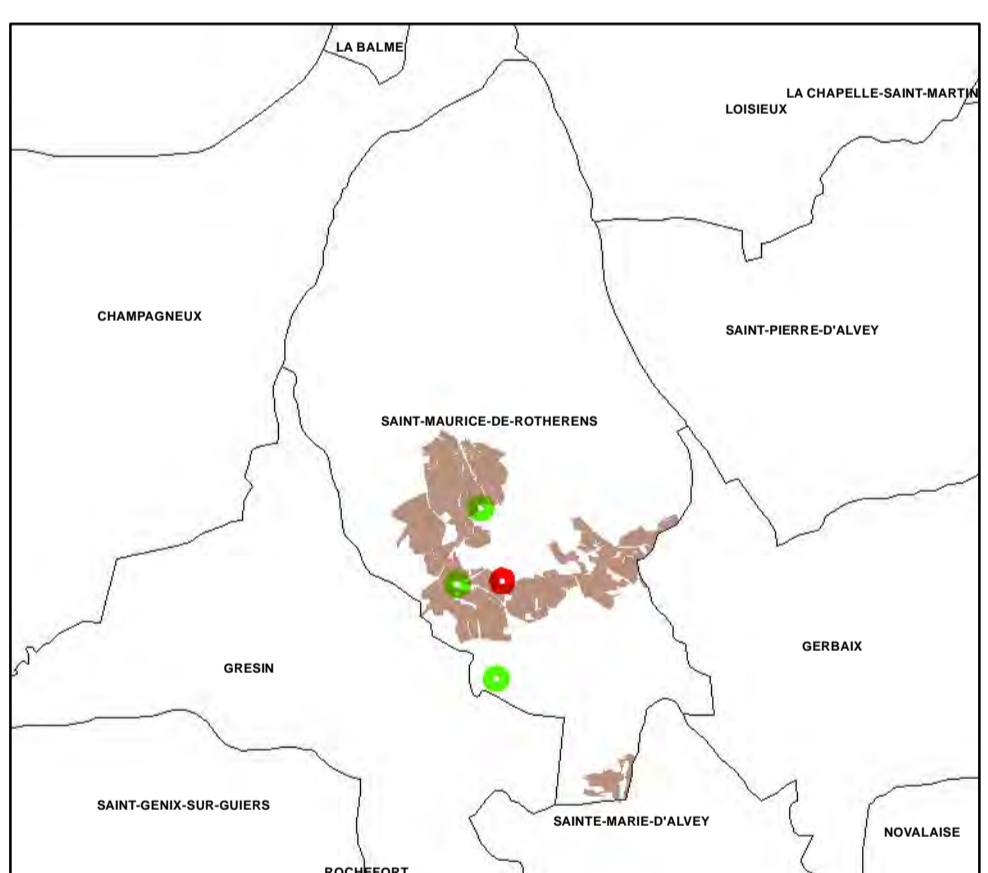 LA BALME
LA CHAPELLE-SAINT-MARTIN
LOISIEUX
CHAMPAGNEUX
SAINT-PIERRE-D'ALVEY
SAINT-MAURICE-DE-ROTHERENS
GERBAIX
GRESIN
SAINT-GENIX-SUR-GUIERS
SAINTE-MARIE-D'ALVEY
NOVALAISE
ROCHEFORT